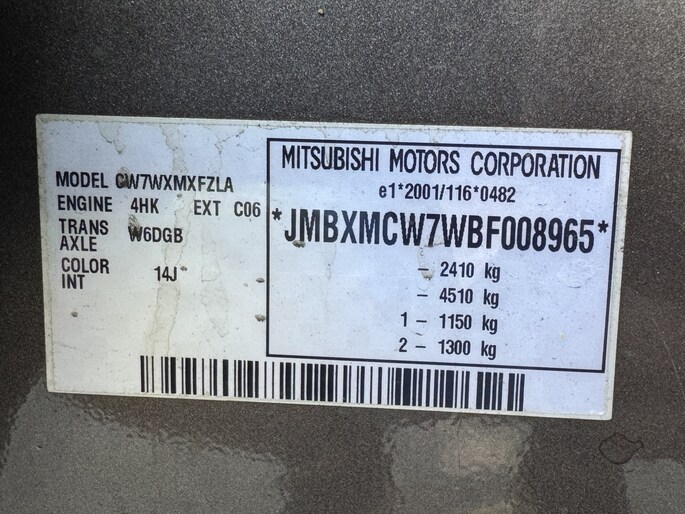 MODEL CW7WXMXFZLA
ENGINE 4HK EXT C06
TRANS AXLE W6DGB
COLOR INT 14J
MITSUBISHI MOTORS CORPORATION
e1*2001/116*0482
*JMBXMCW7WBF008965*
– 2410 kg
– 4510 kg
1 – 1150 kg
2 – 1300 kg